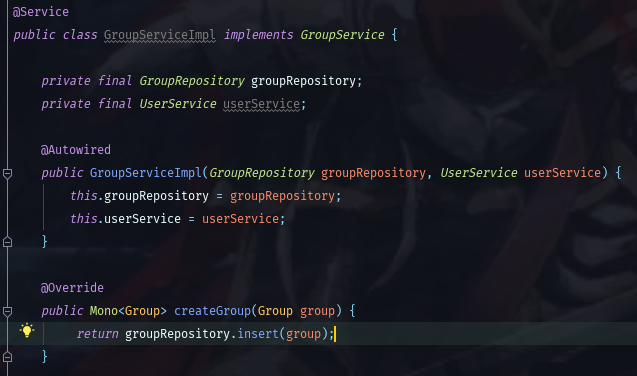 @Service
public class GroupServiceImpl implements GroupService {
private final GroupRepository groupRepository;
private final UserService userService;
@Autowired
public GroupServiceImpl(GroupRepository groupRepository, UserService userService) {
this.groupRepository = groupRepository;
this.userService = userService;
}
@Override
public Mono<Group> createGroup(Group group) {
return groupRepository.insert(group);
}